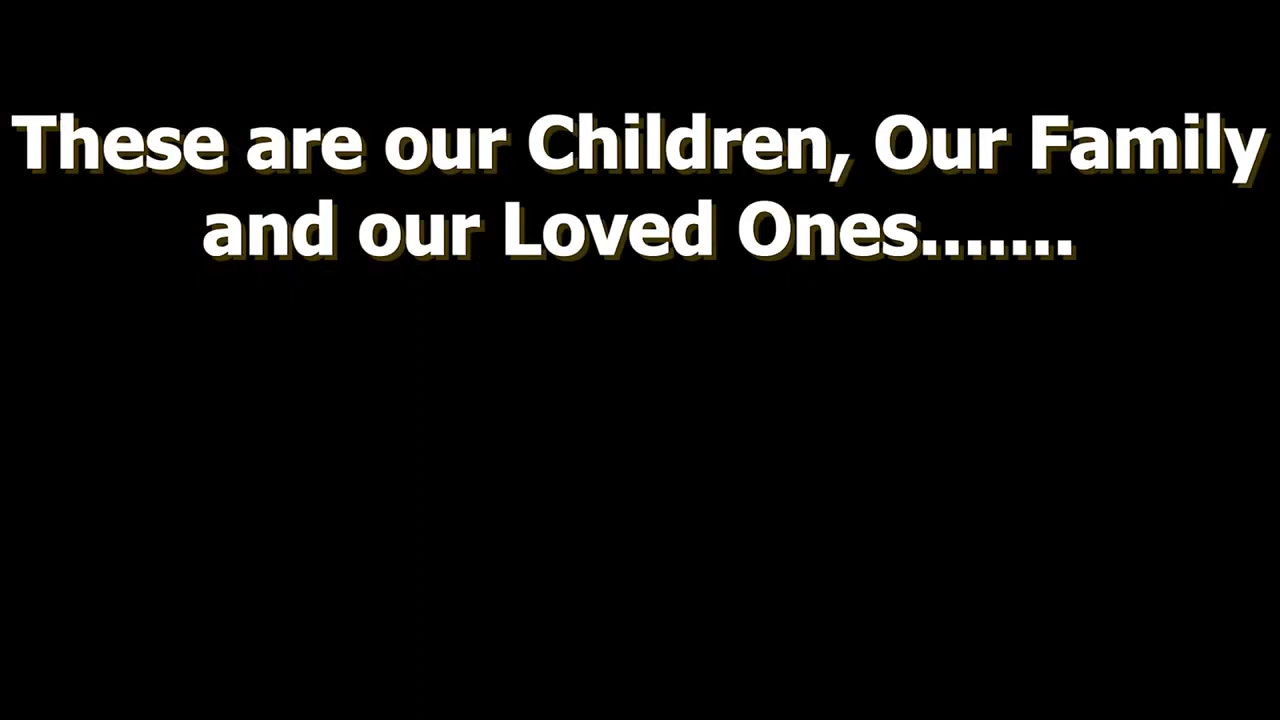 These are our Children, Our Family
and our Loved Ones.......